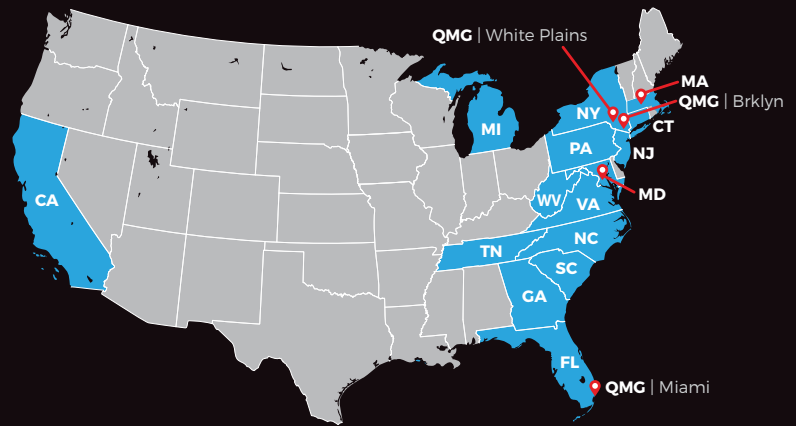 QMG | White Plains
MA
QMG | Brklyn
NY
CT
MI
PA
NJ
MD
WV
VA
CA
NC
TN
SC
GA
FL
QMG | Miami